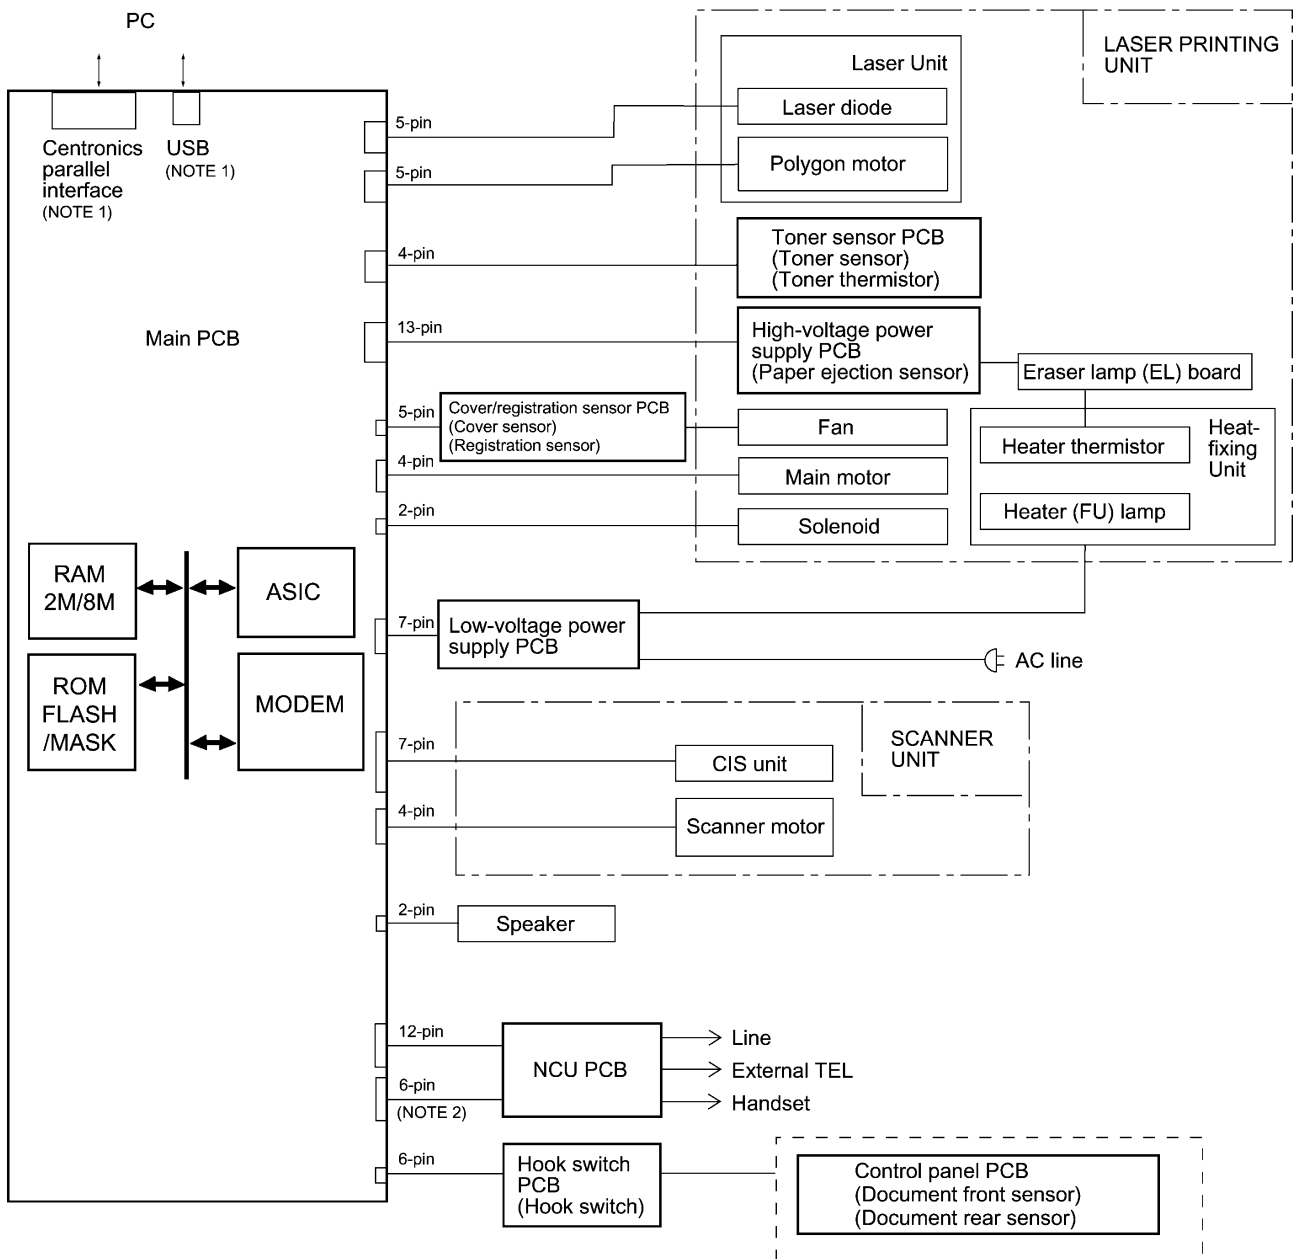 PC
Centronics
parallel
interface
(NOTE 1)
USB
(NOTE 1)
Main PCB
RAM
2M/8M
ASIC
ROM
FLASH
/MASK
MODEM
LASER PRINTING
UNIT
Laser Unit
5-pin
Laser diode
5-pin
Polygon motor
4-pin
Toner sensor PCB
(Toner sensor)
(Toner thermistor)
13-pin
High-voltage power
supply PCB
(Paper ejection sensor)
Eraser lamp (EL) board
5-pin
Cover/registration sensor PCB
(Cover sensor)
(Registration sensor)
Fan
Heat-
fixing
Unit
Heater thermistor
Heater (FU) lamp
4-pin
Main motor
2-pin
Solenoid
7-pin
Low-voltage power
supply PCB
AC line
SCANNER
UNIT
7-pin
CIS unit
4-pin
Scanner motor
2-pin
Speaker
12-pin
6-pin
(NOTE 2)
NCU PCB
Line
External TEL
Handset
6-pin
Hook switch
PCB
(Hook switch)
Control panel PCB
(Document front sensor)
(Document rear sensor)